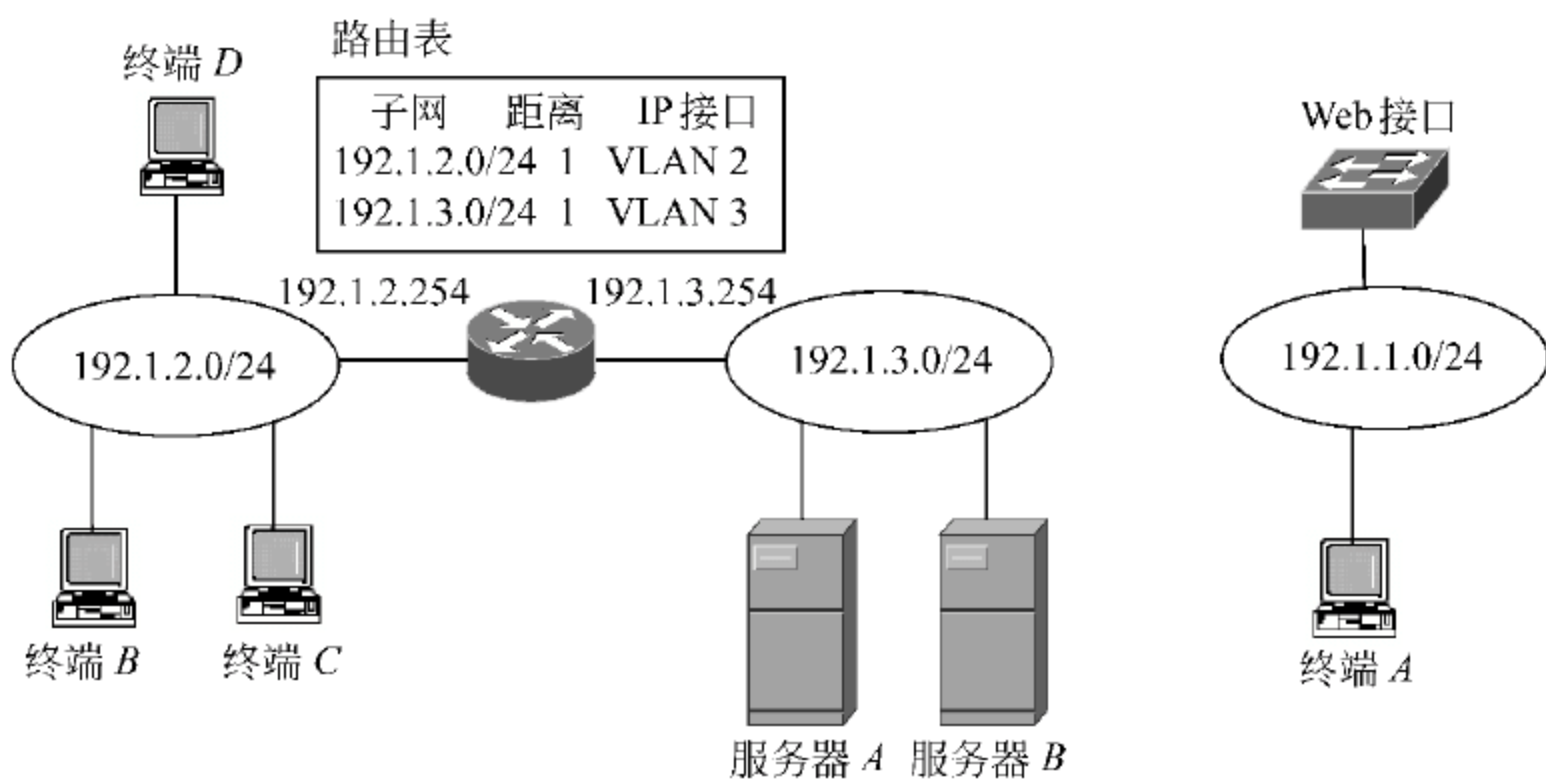 路由表
终端 D
子网 距离 IP接口
192.1.2.0/24 1 VLAN 2
192.1.3.0/24 1 VLAN 3
Web接口
192.1.2.254
192.1.3.254
192.1.2.0/24
192.1.3.0/24
192.1.1.0/24
终端 B
终端 C
终端 A
服务器 A
服务器 B